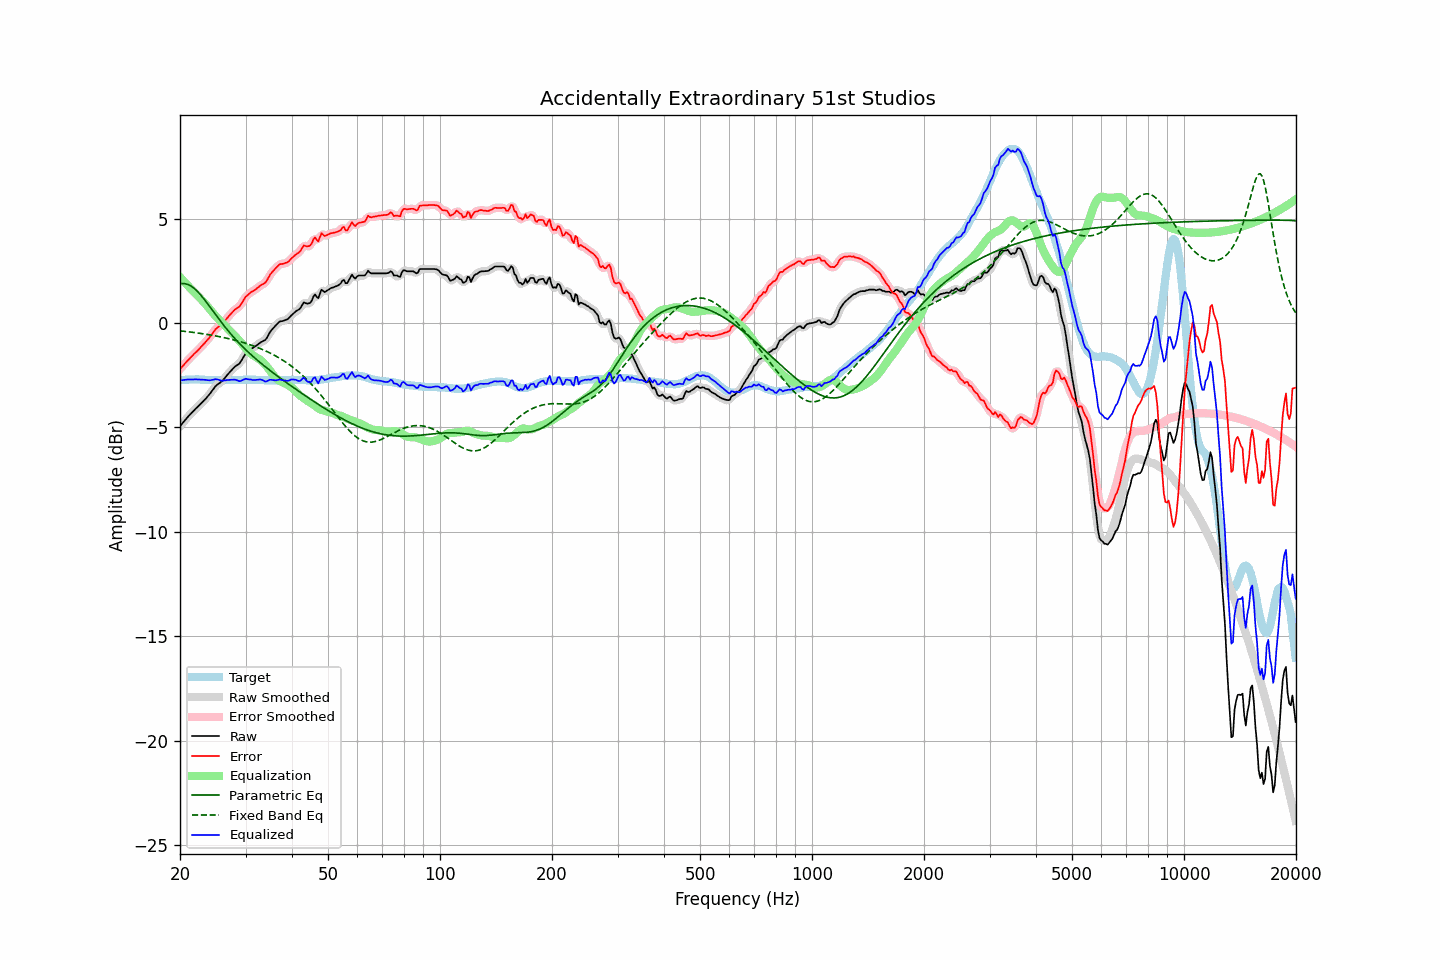 Accidentally Extraordinary 51st Studios
Amplitude (dBr)
5
0
−5
−10
−15
−20
−25
Target
Raw Smoothed
Error Smoothed
Raw
Error
Equalization
Parametric Eq
Fixed Band Eq
Equalized
20 50 100 200 500 1000 2000 5000 10000 20000
Frequency (Hz)